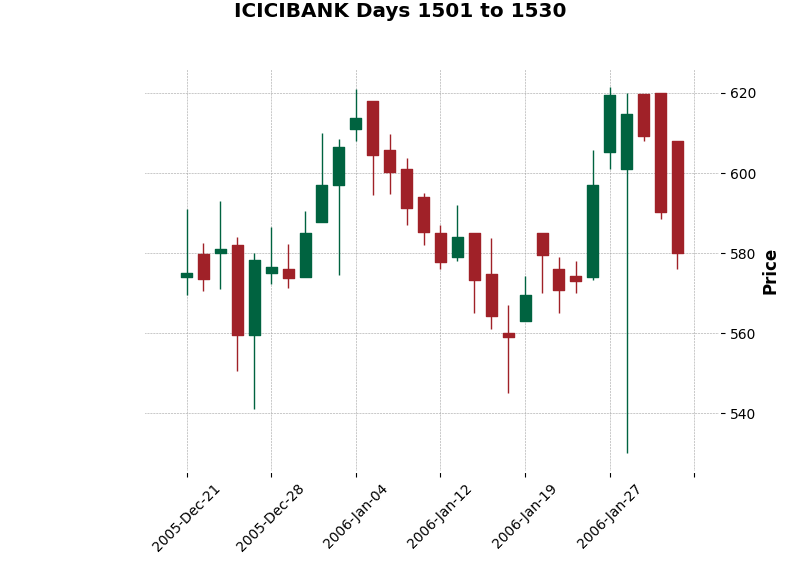 ICICIBANK Days 1501 to 1530
620
600
580
560
540
Price
2005-Dec-21
2005-Dec-28
2006-Jan-04
2006-Jan-12
2006-Jan-19
2006-Jan-27